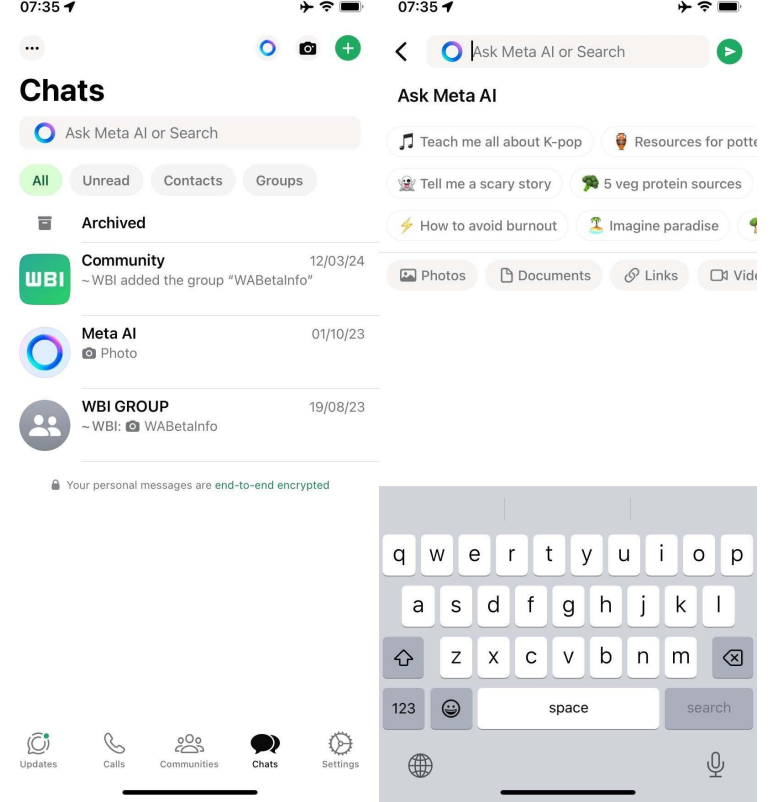 07:35
Chats
Ask Meta AI or Search
All Unread Contacts Groups
Archived
WBI
Community 12/03/24
~ WBI added the group “WABetaInfo”
Meta AI 01/10/23
Photo
WBI GROUP 19/08/23
~ WBI: WABetaInfo
Your personal messages are end-to-end encrypted
Updates Calls Communities Chats Settings
07:35
Ask Meta AI or Search
Ask Meta AI
Teach me all about K-pop Resources for potte
Tell me a scary story 5 veg protein sources
How to avoid burnout Imagine paradise
Photos Documents Links Vide
q w e r t y u i o p
a s d f g h j k l
z x c v b n m
123 space search